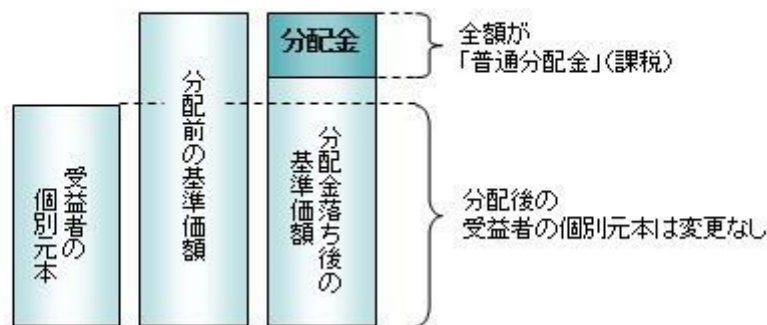 受益者の
個別元本
分配前の基準価額
分配金
分配金落ち後の
基準価額
全額が
「普通分配金」(課税)
分配後の
受益者の個別元本は変更なし